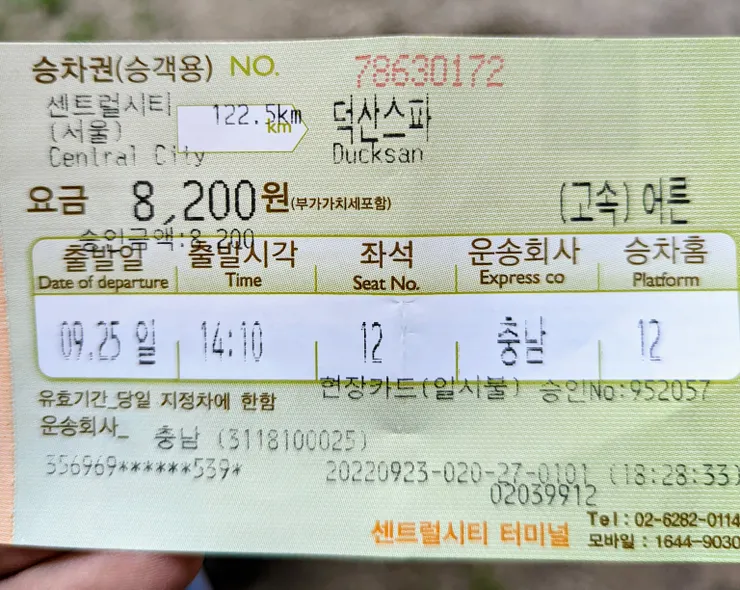 승차권(승객용) NO. 78630172
센트럴시티 122.5km km 덕산스파
(서울)
Central City Ducksan
요금 8,200원(부가가치세포함) (고속) 어른
승인금액:8,200
출발일 출발시각 좌석 운송회사 승차홈
Date of departure Time Seat No. Express co Platform
09.25 일 14:10 12 충남 12
현장카드(일시불) 승인No:952057
유효기간_당일 지정차에 한함
운송회사_ 충남 (3118100025)
356969******539* 20220923-020-27-0101 (18:28:33)
02039912
센트럴시티 터미널 Tel : 02-6282-0114
모바일 : 1644-9030